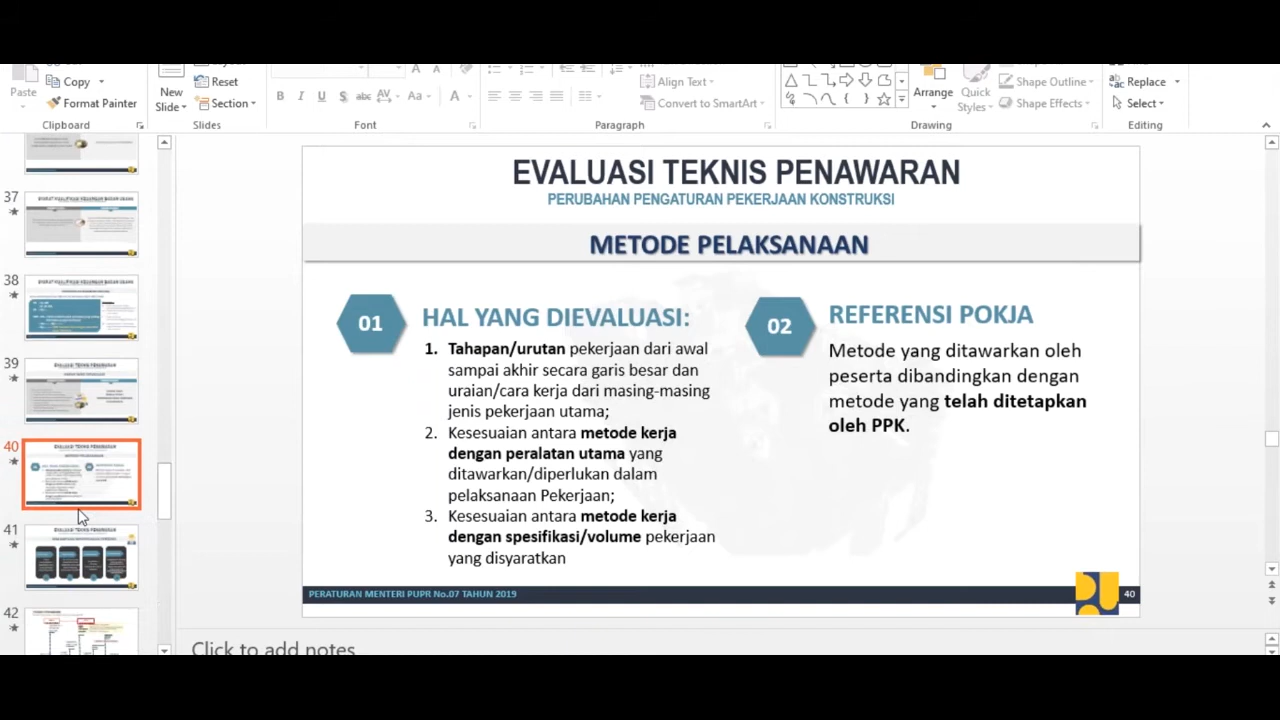 Copy
Paste
Format Painter
Clipboard
New
Slide
Reset
Section
Slides
B I U S abc AV Aa A
Font
Align Text
Convert to SmartArt
Paragraph
Arrange
Quick
Styles
Shape Outline
Shape Effects
Drawing
Replace
Select
Editing
37
38
39
40
41
42
EVALUASI TEKNIS PENAWARAN
PERUBAHAN PENGATURAN PEKERJAAN KONSTRUKSI
METODE PELAKSANAAN
01
HAL YANG DIEVALUASI:
1. Tahapan/urutan pekerjaan dari awal
sampai akhir secara garis besar dan
uraian/cara kerja dari masing-masing
jenis pekerjaan utama;
2. Kesesuaian antara metode kerja
dengan peralatan utama yang
ditawarkan/diperlukan dalam
pelaksanaan Pekerjaan;
3. Kesesuaian antara metode kerja
dengan spesifikasi/volume pekerjaan
yang disyaratkan
02
REFERENSI POKJA
Metode yang ditawarkan oleh
peserta dibandingkan dengan
metode yang telah ditetapkan
oleh PPK.
PERATURAN MENTERI PUPR No.07 TAHUN 2019
40
Click to add notes